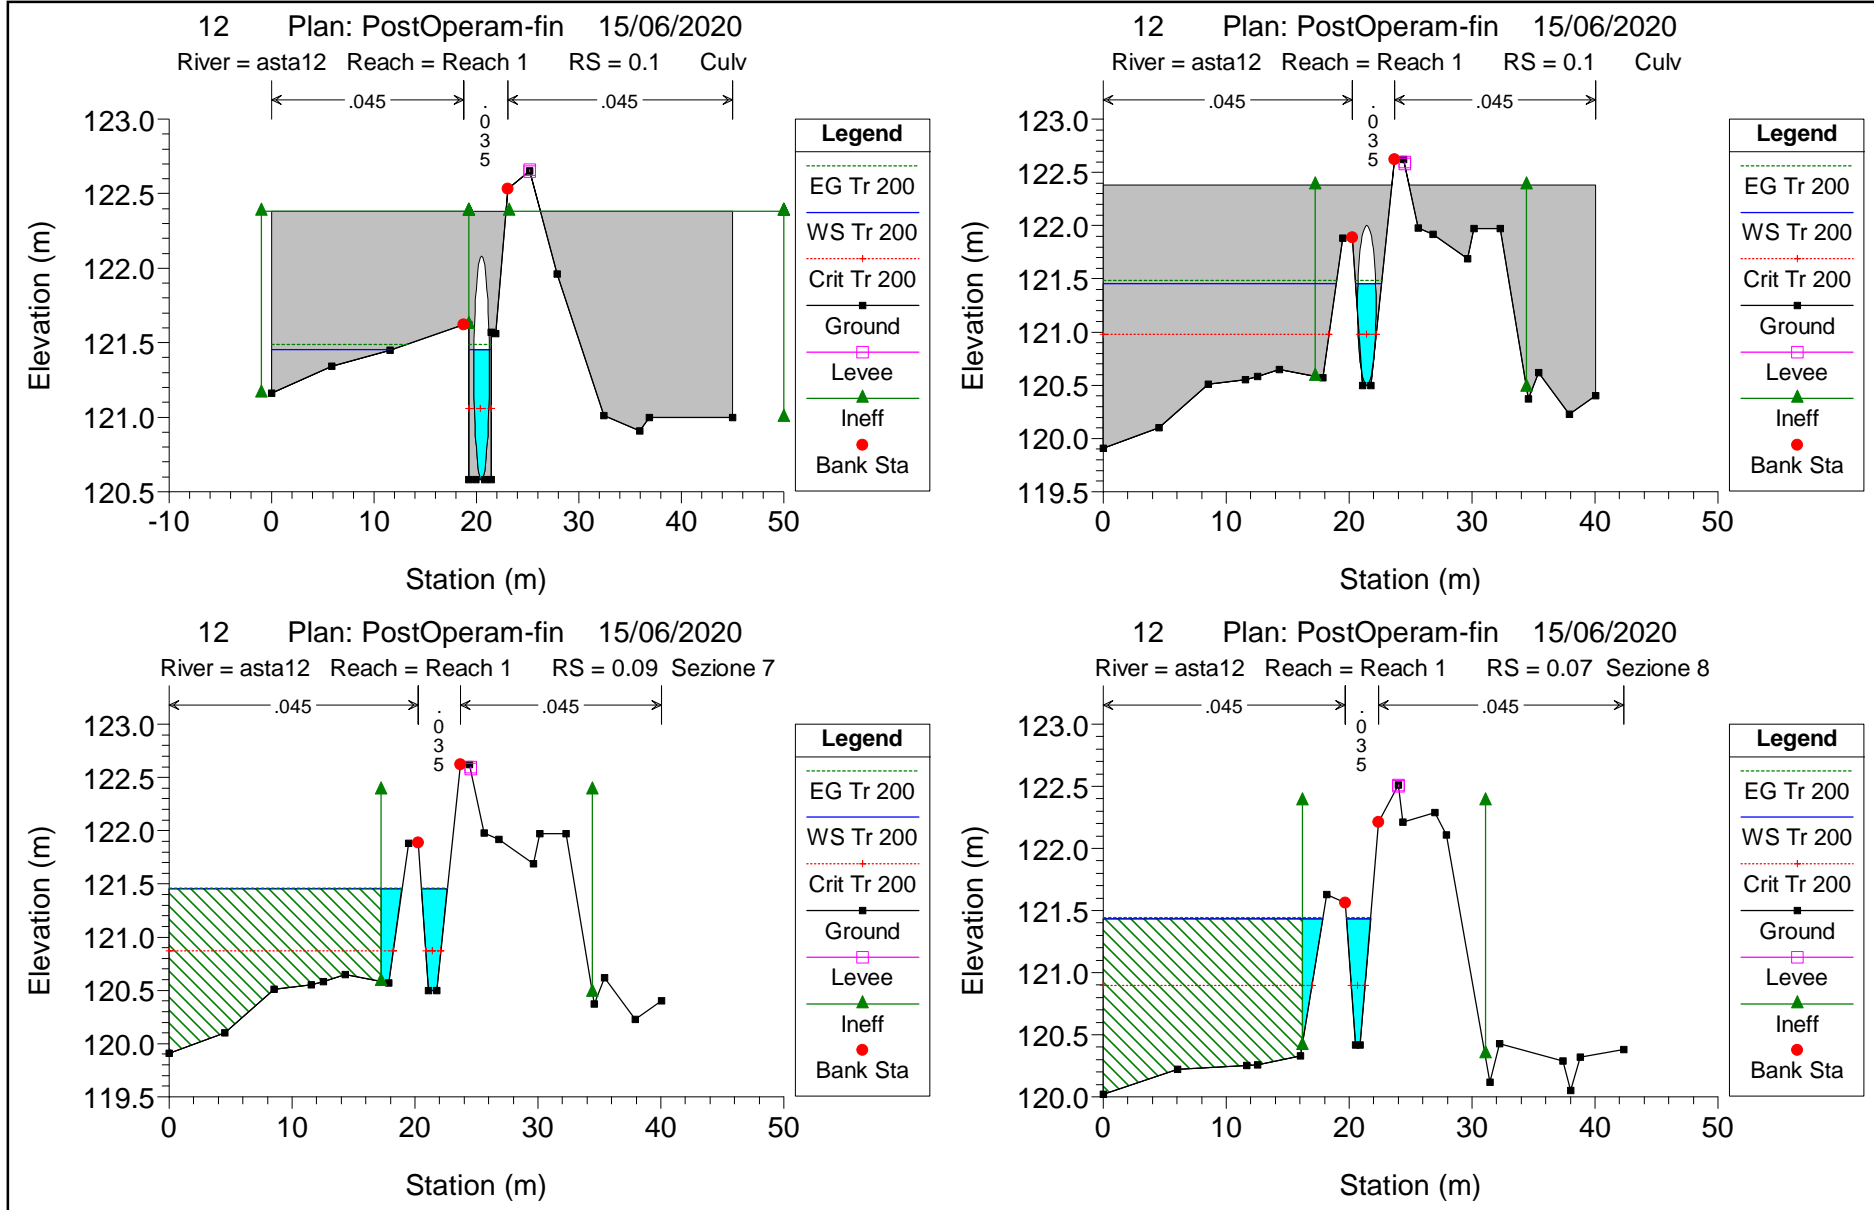 12 Plan: PostOperam-fin 15/06/2020
River = asta12 Reach = Reach 1 RS = 0.1 Culv
.045
.035
.045
123.0
122.5
122.0
121.5
121.0
120.5
-10 0 10 20 30 40 50
Elevation (m)
Station (m)
Legend
EG Tr 200
WS Tr 200
Crit Tr 200
Ground
Levee
Ineff
Bank Sta
12 Plan: PostOperam-fin 15/06/2020
River = asta12 Reach = Reach 1 RS = 0.1 Culv
.045
.035
.045
123.0
122.5
122.0
121.5
121.0
120.5
120.0
119.5
0 10 20 30 40 50
Elevation (m)
Station (m)
Legend
EG Tr 200
WS Tr 200
Crit Tr 200
Ground
Levee
Ineff
Bank Sta
12 Plan: PostOperam-fin 15/06/2020
River = asta12 Reach = Reach 1 RS = 0.09 Sezione 7
.045
.035
.045
123.0
122.5
122.0
121.5
121.0
120.5
120.0
119.5
0 10 20 30 40 50
Elevation (m)
Station (m)
Legend
EG Tr 200
WS Tr 200
Crit Tr 200
Ground
Levee
Ineff
Bank Sta
12 Plan: PostOperam-fin 15/06/2020
River = asta12 Reach = Reach 1 RS = 0.07 Sezione 8
.045
.035
.045
123.0
122.5
122.0
121.5
121.0
120.5
120.0
0 10 20 30 40 50
Elevation (m)
Station (m)
Legend
EG Tr 200
WS Tr 200
Crit Tr 200
Ground
Levee
Ineff
Bank Sta